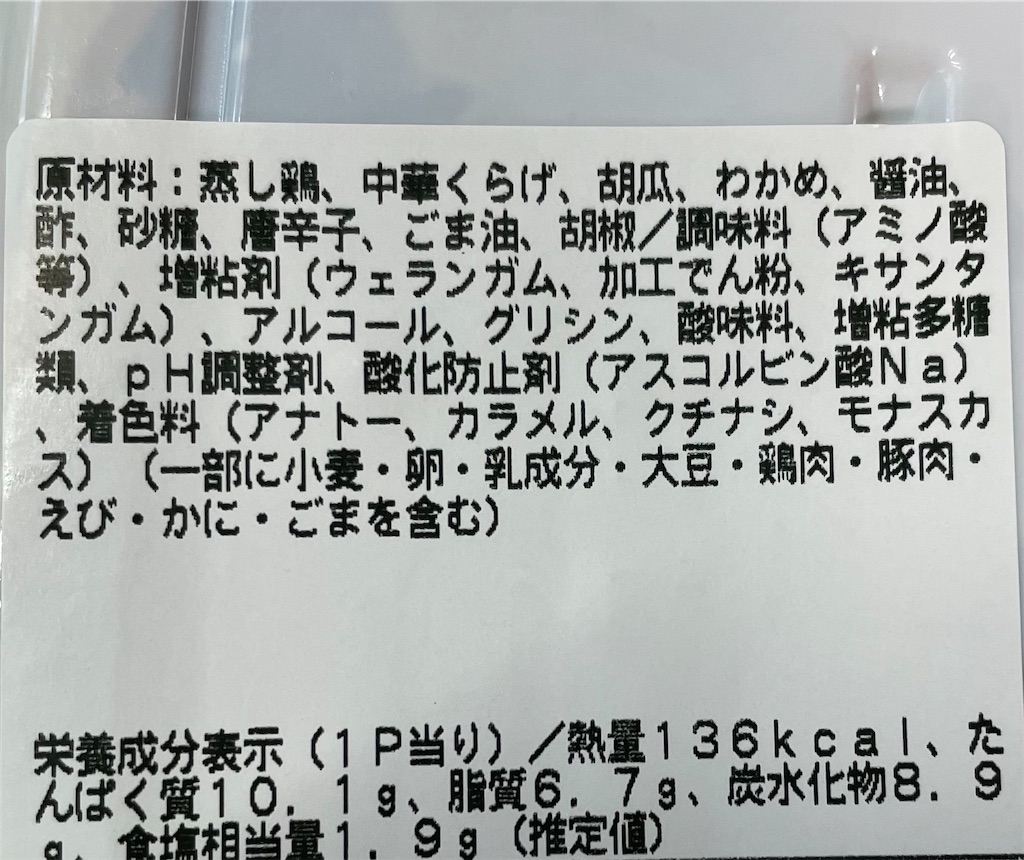 原材料：蒸し鶏、中華くらげ、胡瓜、わかめ、醤油、
酢、砂糖、唐辛子、ごま油、胡椒／調味料（アミノ酸
等）、増粘剤（ウェランガム、加工でん粉、キサンタ
ンガム）、アルコール、グリシン、酸味料、増粘多糖
類、ｐＨ調整剤、酸化防止剤（アスコルビン酸Ｎａ）
、着色料（アナトー、カラメル、クチナシ、モナスカ
ス）（一部に小麦・卵・乳成分・大豆・鶏肉・豚肉・
えび・かに・ごまを含む）
栄養成分表示（１Ｐ当り）／熱量１３６ｋｃａｌ、た
んぱく質１０．１ｇ、脂質６．７ｇ、炭水化物８．９
ｇ、食塩相当量１．９ｇ（推定値）